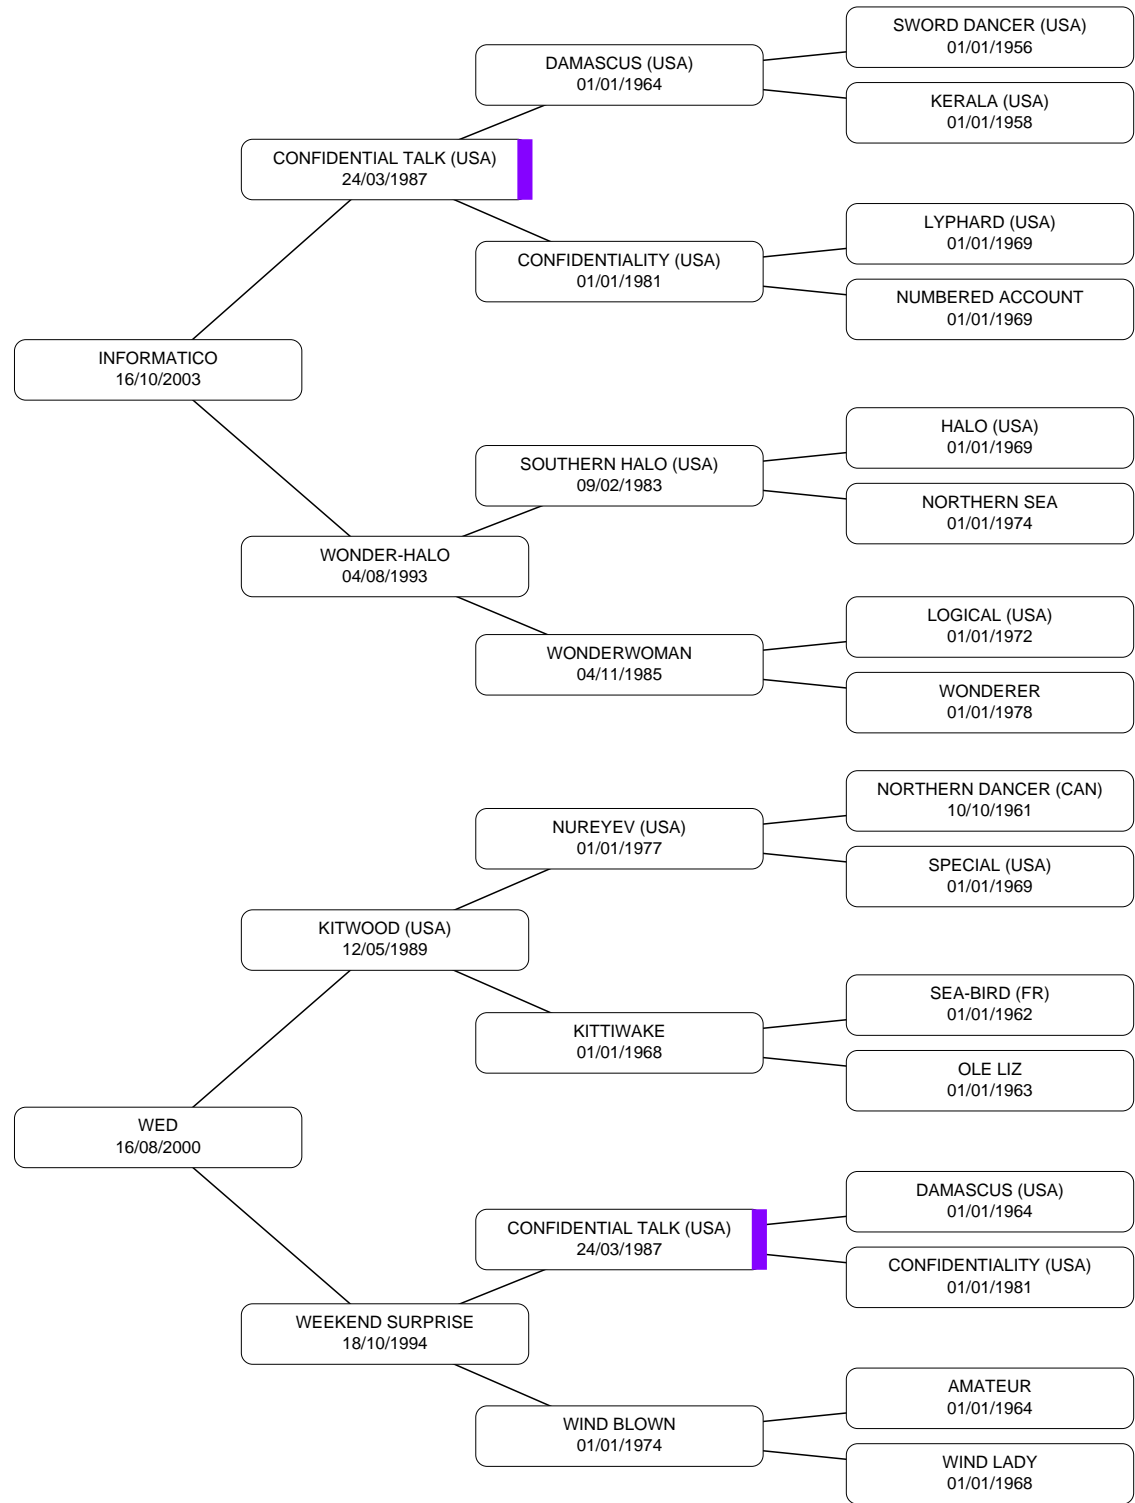 SWORD DANCER (USA)
01/01/1956
DAMASCUS (USA)
01/01/1964
KERALA (USA)
01/01/1958
CONFIDENTIAL TALK (USA)
24/03/1987
LYPHARD (USA)
01/01/1969
CONFIDENTIALITY (USA)
01/01/1981
NUMBERED ACCOUNT
01/01/1969
INFORMATICO
16/10/2003
HALO (USA)
01/01/1969
SOUTHERN HALO (USA)
09/02/1983
NORTHERN SEA
01/01/1974
WONDER-HALO
04/08/1993
LOGICAL (USA)
01/01/1972
WONDERWOMAN
04/11/1985
WONDERER
01/01/1978
NORTHERN DANCER (CAN)
10/10/1961
NUREYEV (USA)
01/01/1977
SPECIAL (USA)
01/01/1969
KITWOOD (USA)
12/05/1989
SEA-BIRD (FR)
01/01/1962
KITTIWAKE
01/01/1968
OLE LIZ
01/01/1963
WED
16/08/2000
DAMASCUS (USA)
01/01/1964
CONFIDENTIAL TALK (USA)
24/03/1987
CONFIDENTIALITY (USA)
01/01/1981
WEEKEND SURPRISE
18/10/1994
AMATEUR
01/01/1964
WIND BLOWN
01/01/1974
WIND LADY
01/01/1968